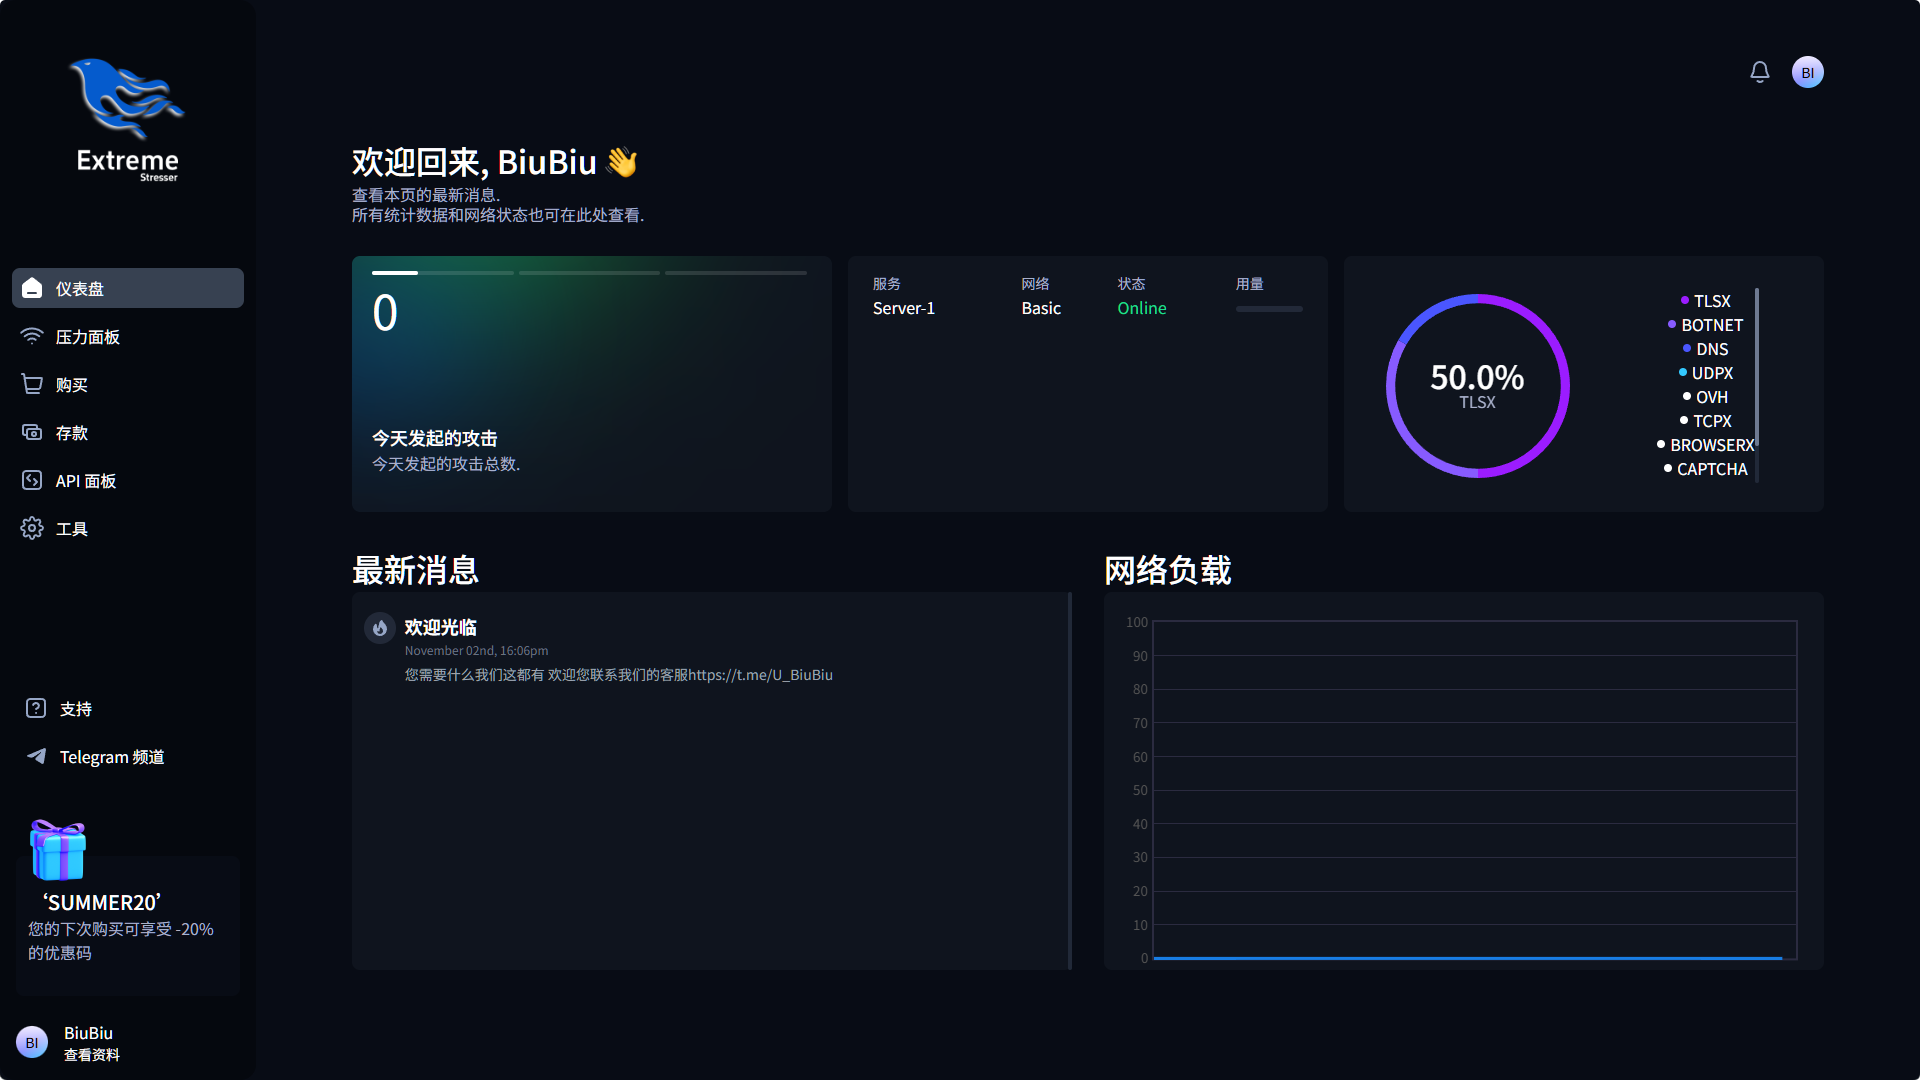 Extreme
Stresser
仪表盘
压力面板
购买
存款
API 面板
工具
支持
Telegram 频道
‘SUMMER20’
您的下次购买可享受 -20%
的优惠码
BI
BiuBiu
查看资料
BI
欢迎回来, BiuBiu 👋
查看本页的最新消息.
所有统计数据和网络状态也可在此处查看.
0
今天发起的攻击
今天发起的攻击总数.
服务 网络 状态 用量
Server-1 Basic Online
50.0%
TLSX
TLSX
BOTNET
DNS
UDPX
OVH
TCPX
BROWSERX
CAPTCHA
最新消息
欢迎光临
November 02nd, 16:06pm
您需要什么我们这都有 欢迎您联系我们的客服https://t.me/U_BiuBiu
网络负载
100
90
80
70
60
50
40
30
20
10
0